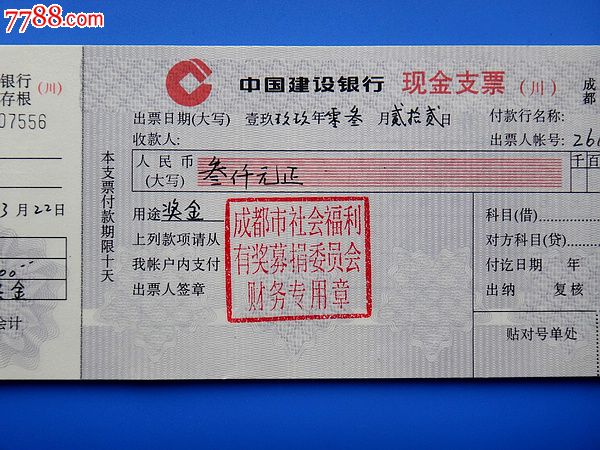 7788.com
银行
存根
(川)
07556
3月22日
00
奖金
会计
本支票付款期限十天
中国建设银行 现金支票(川)
成
都
出票日期(大写) 壹玖玖玖年零叁月贰拾贰日
付款行名称:
收款人:
出票人帐号:260
人民币
(大写)
叁仟元正
千百
用途 奖金
科目(借)
上列款项请从
对方科目(贷)
我帐户内支付
付讫日期 年
出票人签章
出纳 复核
贴对号单处
成都市社会福利
有奖募捐委员会
财务专用章